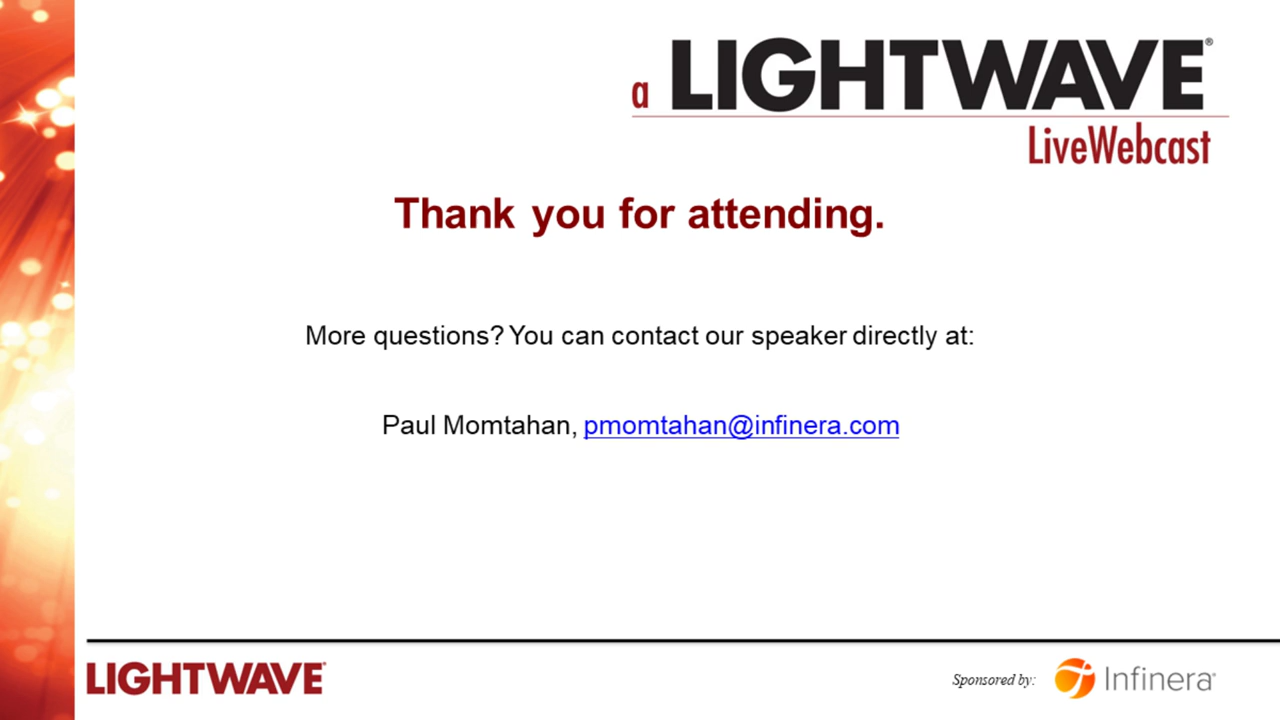 a LIGHTWAVE®
LiveWebcast
Thank you for attending.
More questions? You can contact our speaker directly at:
Paul Momtahan, pmomtahan@infinera.com
LIGHTWAVE®
Sponsored by: Infinera®